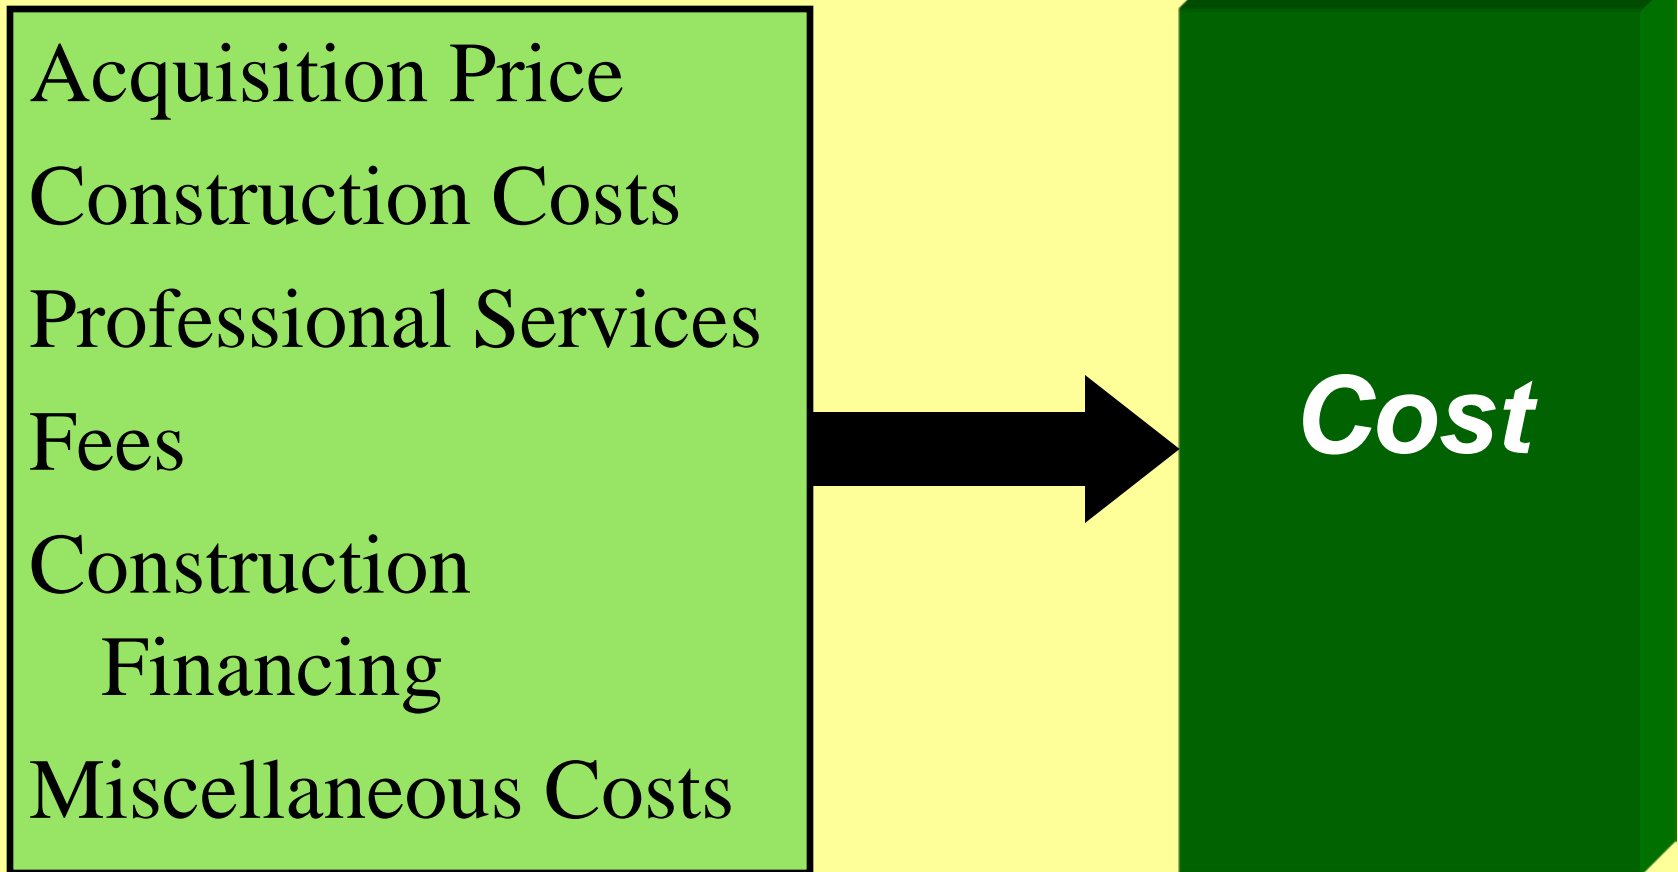 Acquisition Price
Construction Costs
Professional Services
Fees
Construction
Financing
Miscellaneous Costs
Cost